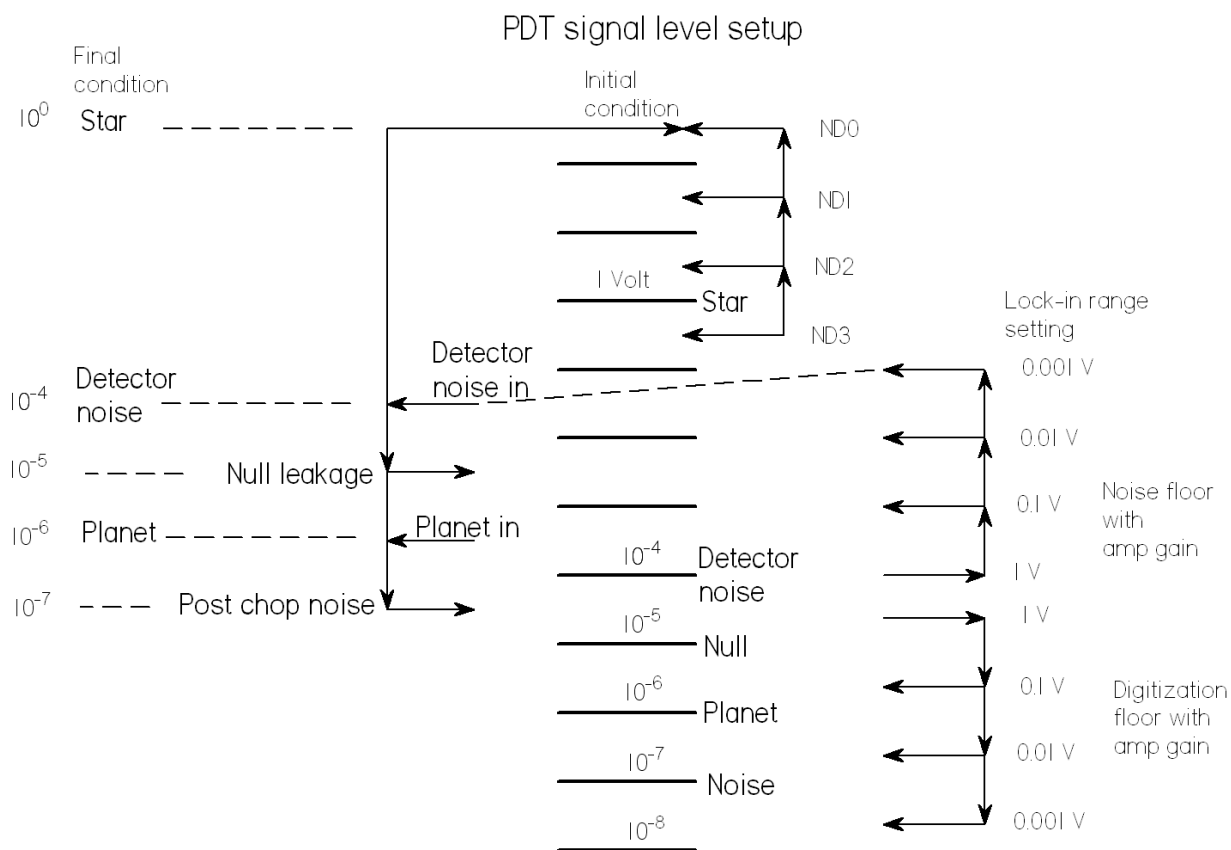 PDT signal level setup
Final
condition
10⁰ Star
Initial
condition
ND0
ND1
ND2
1 Volt
Star
ND3
Lock-in range
setting
Detector
noise in
0.001 V
10⁻⁴ Detector
noise
0.01 V
10⁻⁵ Null leakage
0.1 V
Noise floor
with
amp gain
10⁻⁶ Planet
Planet in
10⁻⁴ Detector
noise
1 V
10⁻⁷ Post chop noise
1 V
10⁻⁵
Null
10⁻⁶
Planet
0.1 V
Digitization
floor with
amp gain
10⁻⁷
Noise
0.01 V
10⁻⁸
0.001 V